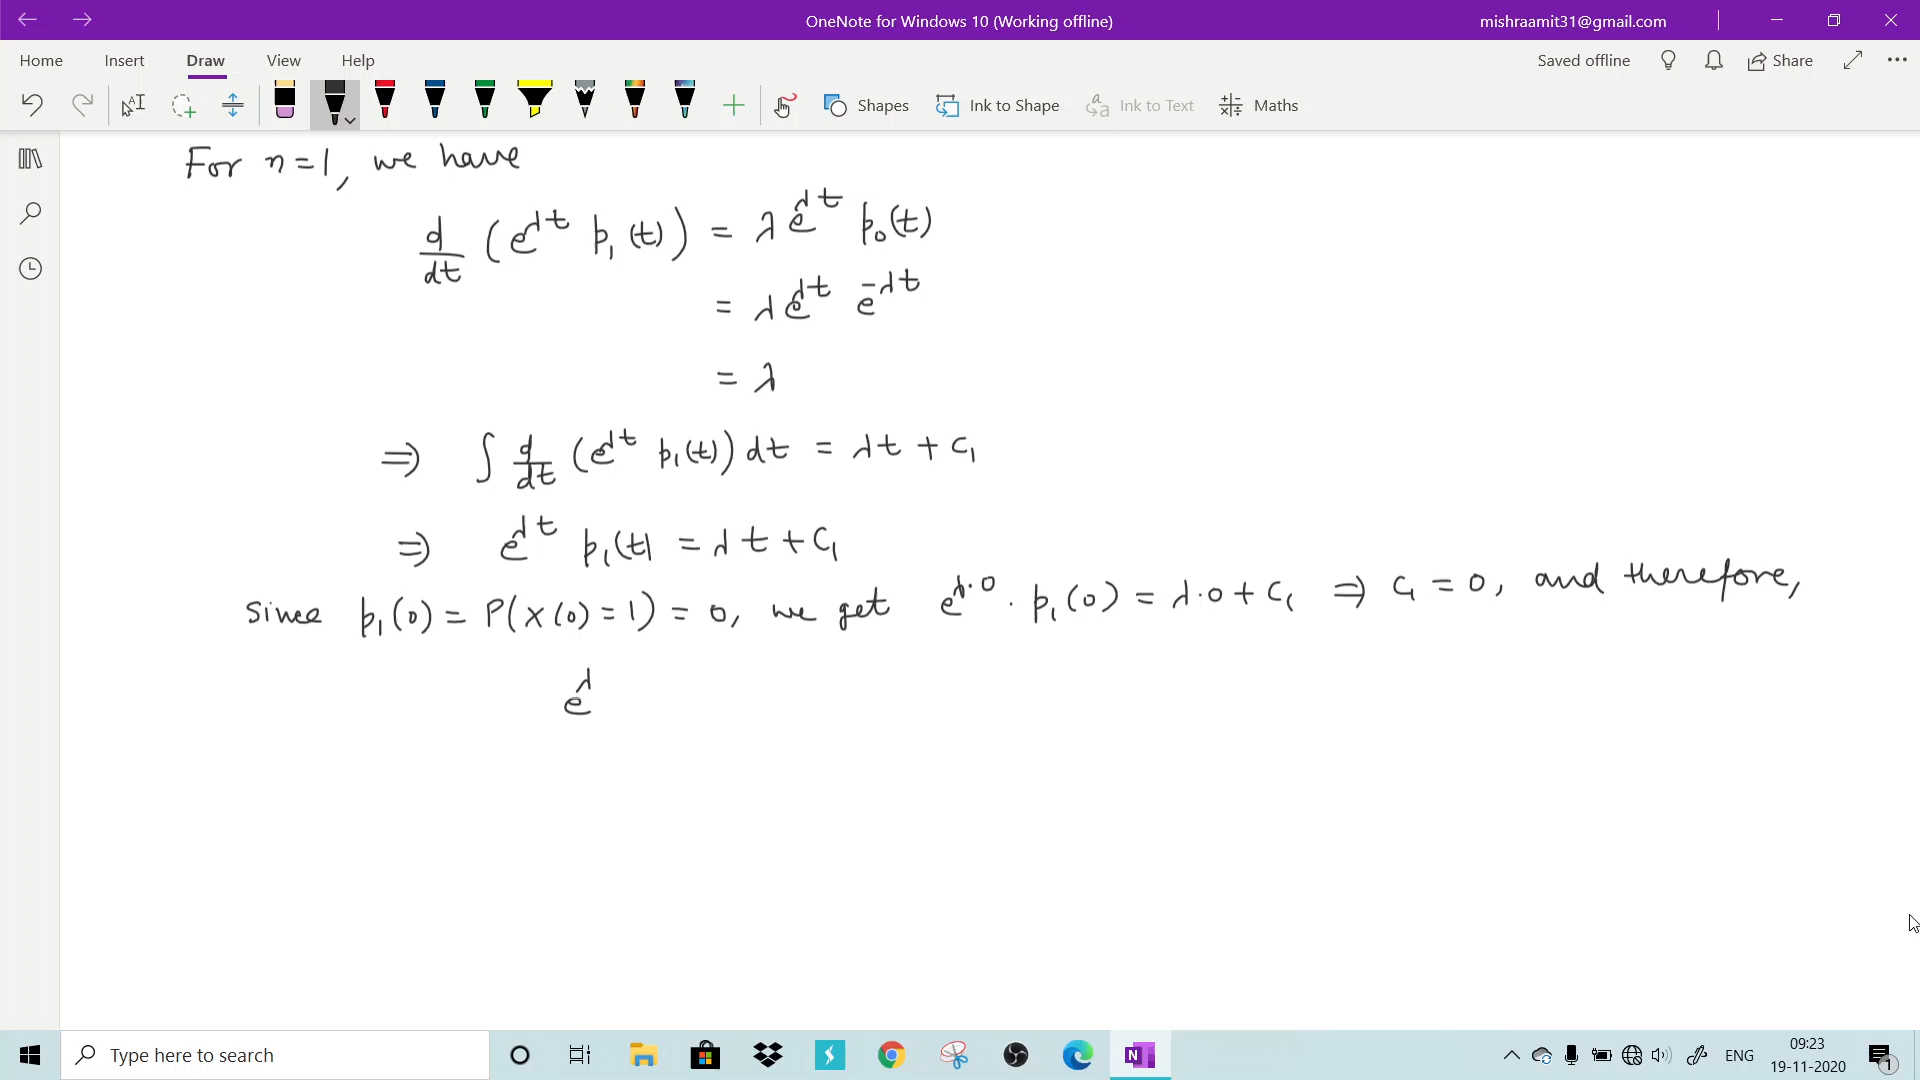 OneNote for Windows 10 (Working offline)
mishraamit31@gmail.com
Home Insert Draw View Help
Saved offline Share
Shapes Ink to Shape Ink to Text Maths
For n=1, we have
d/dt (e^{λt} p₁(t)) = λ e^{λt} p₀(t)
= λ e^{λt} e^{-λt}
= λ
⇒ ∫ d/dt (e^{λt} p₁(t)) dt = λt + c₁
⇒ e^{λt} p₁(t) = λt + C₁
Since p₁(0) = P(X(0) = 1) = 0, we get e^{λ·0} · p₁(0) = λ·0 + C₁ ⇒ C₁ = 0, and therefore,
e^λ
Type here to search
ENG
09:23
19-11-2020
1